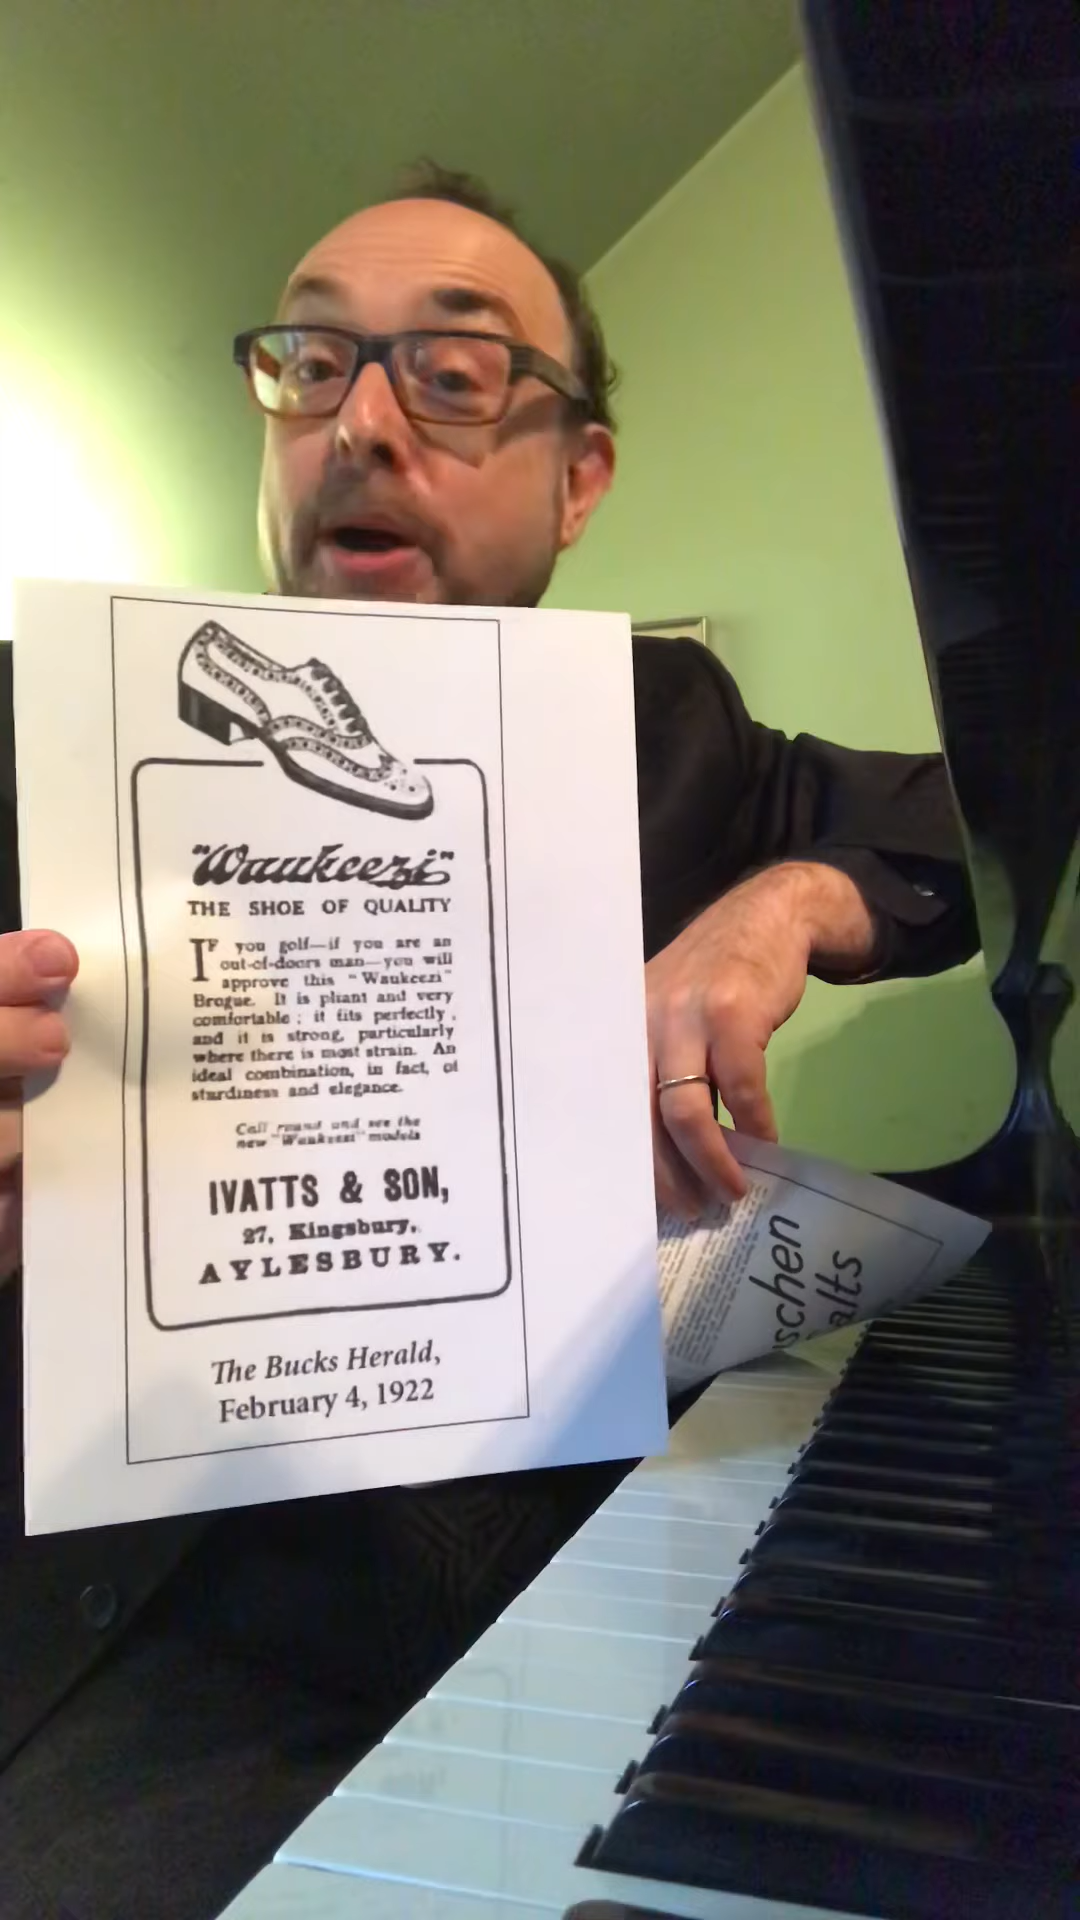 "Waukeezi"
THE SHOE OF QUALITY
IF you golf—if you are an
out-of-doors man—you will
approve this "Waukeezi"
Brogue. It is pliant and very
comfortable ; it fits perfectly,
and it is strong, particularly
where there is most strain. An
ideal combination, in fact, of
sturdiness and elegance.
Call round and see the
new "Waukeezi" models
IVATTS & SON,
27, Kingsbury,
AYLESBURY.
The Bucks Herald,
February 4, 1922
schen
alts